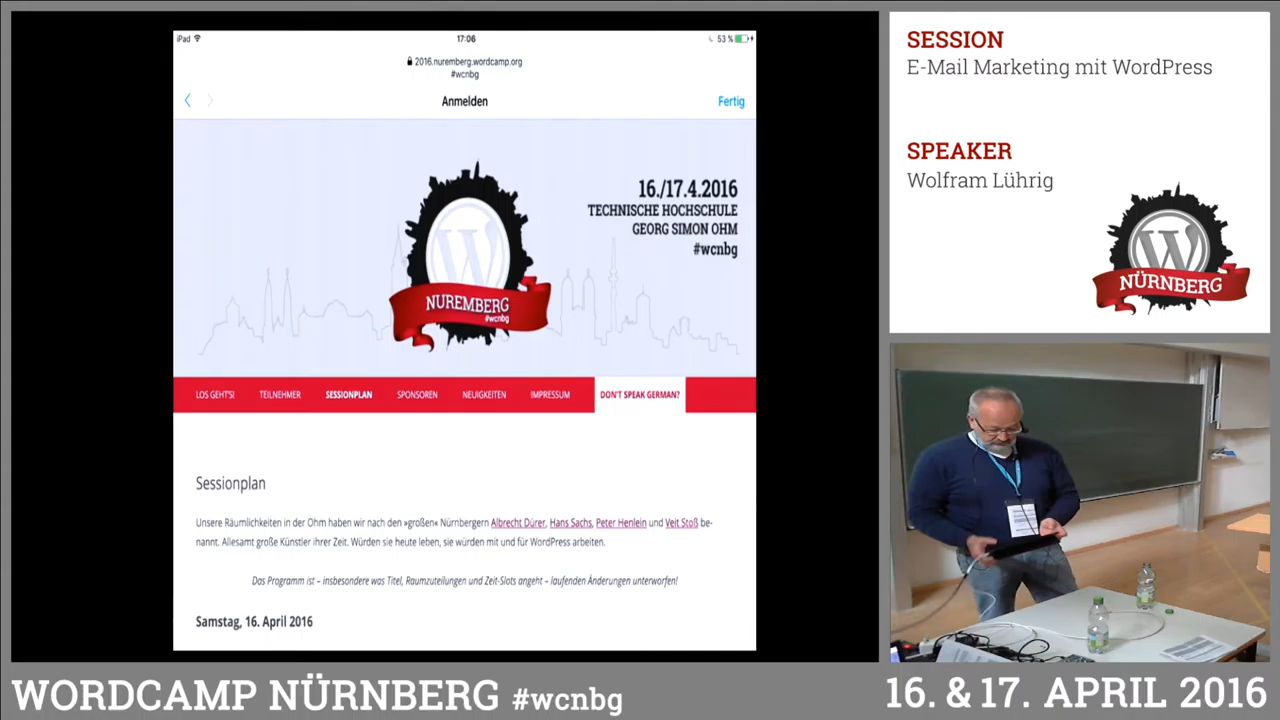 iPad
17:06
53 %
2016.nuremberg.wordcamp.org
#wcnbg
Anmelden
Fertig
16./17.4.2016
TECHNISCHE HOCHSCHULE
GEORG SIMON OHM
#wcnbg
NUREMBERG
#wcnbg
LOS GEHT'S! TEILNEHMER SESSIONPLAN SPONSOREN NEUIGKEITEN IMPRESSUM DON'T SPEAK GERMAN?
Sessionplan
Unsere Räumlichkeiten in der Ohm haben wir nach den »großen« Nürnbergern Albrecht Dürer, Hans Sachs, Peter Henlein und Veit Stoß be-
nannt. Allesamt große Künstler ihrer Zeit. Würden sie heute leben, sie würden mit und für WordPress arbeiten.
Das Programm ist – insbesondere was Titel, Raumzuteilungen und Zeit-Slots angeht – laufenden Änderungen unterworfen!
Samstag, 16. April 2016
SESSION
E-Mail Marketing mit WordPress
SPEAKER
Wolfram Lührig
NÜRNBERG
WORDCAMP NÜRNBERG #wcnbg
16. & 17. APRIL 2016